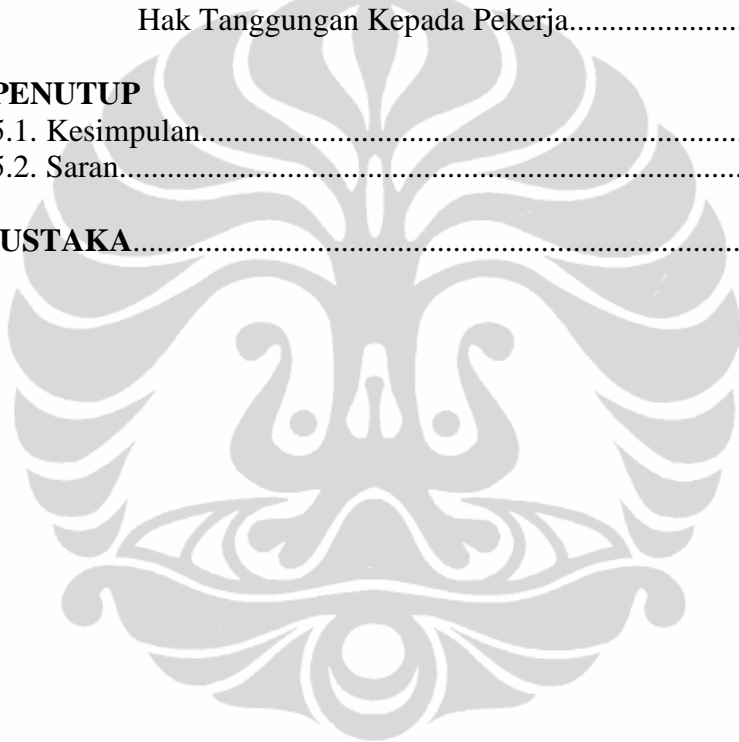 Hak Tanggungan Kepada Pekerja....................
PENUTUP
5.1. Kesimpulan..............................................................
5.2. Saran........................................................................
USTAKA......................................................................